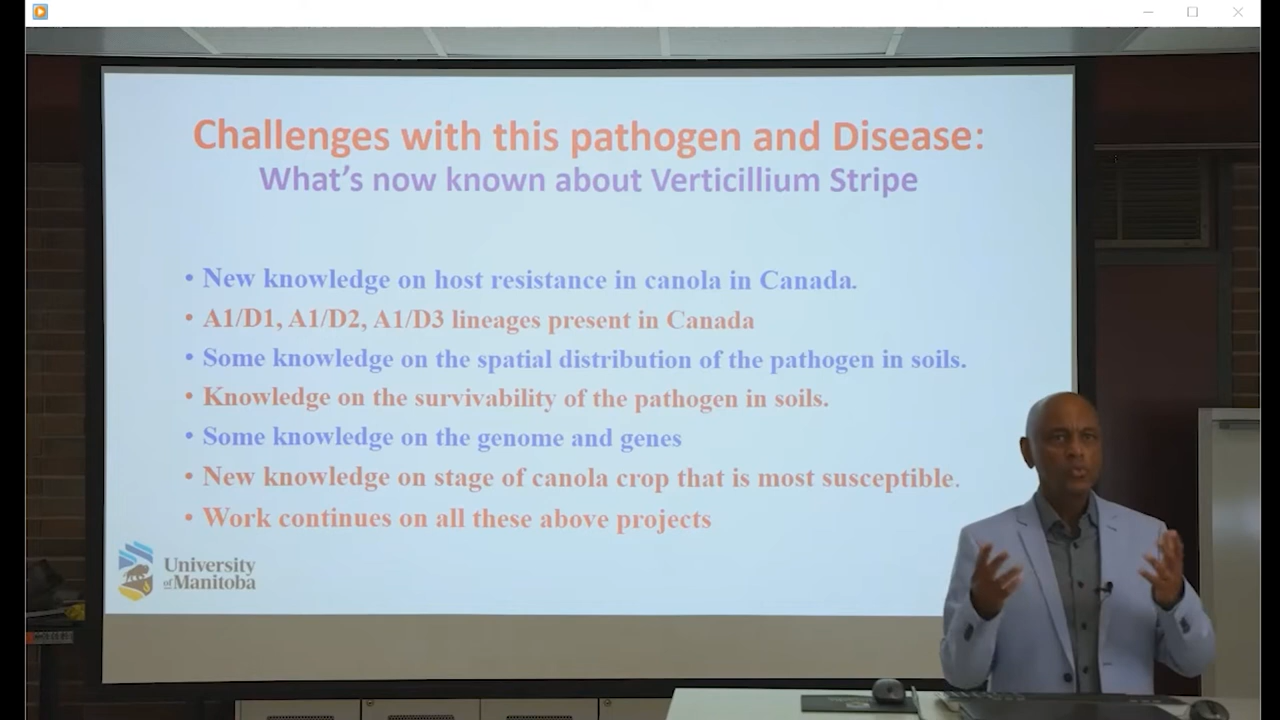 Challenges with this pathogen and Disease:
What's now known about Verticillium Stripe
• New knowledge on host resistance in canola in Canada.
• A1/D1, A1/D2, A1/D3 lineages present in Canada
• Some knowledge on the spatial distribution of the pathogen in soils.
• Knowledge on the survivability of the pathogen in soils.
• Some knowledge on the genome and genes
• New knowledge on stage of canola crop that is most susceptible.
• Work continues on all these above projects
University
of Manitoba